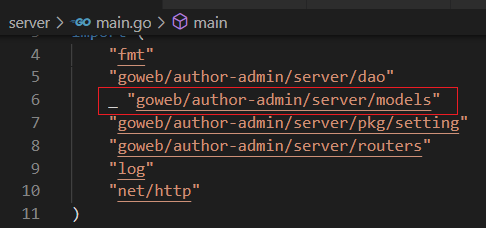 server > main.go > main
import (
4 "fmt"
5 "goweb/author-admin/server/dao"
6 _ "goweb/author-admin/server/models"
7 "goweb/author-admin/server/pkg/setting"
8 "goweb/author-admin/server/routers"
9 "log"
10 "net/http"
11 )